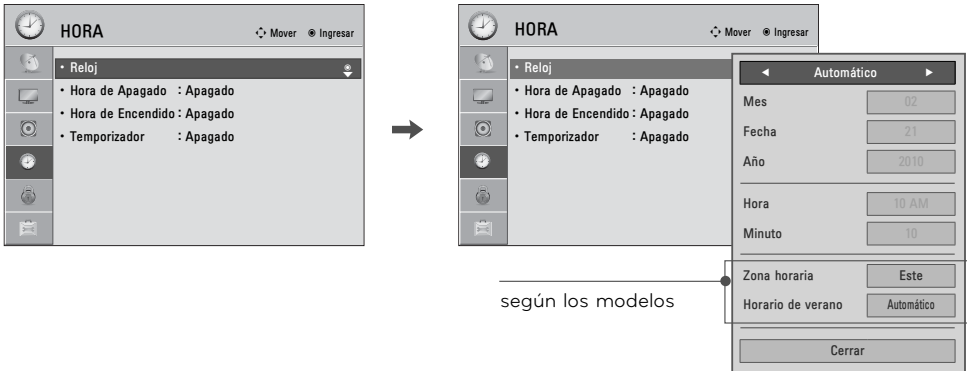 HORA
Mover Ingresar
• Reloj
• Hora de Apagado : Apagado
• Hora de Encendido : Apagado
• Temporizador : Apagado
HORA
Mover Ingresar
• Reloj
• Hora de Apagado : Apagado
• Hora de Encendido : Apagado
• Temporizador : Apagado
◄ Automático ►
Mes 02
Fecha 21
Año 2010
Hora 10 AM
Minuto 10
Zona horaria Este
Horario de verano Automático
Cerrar
según los modelos